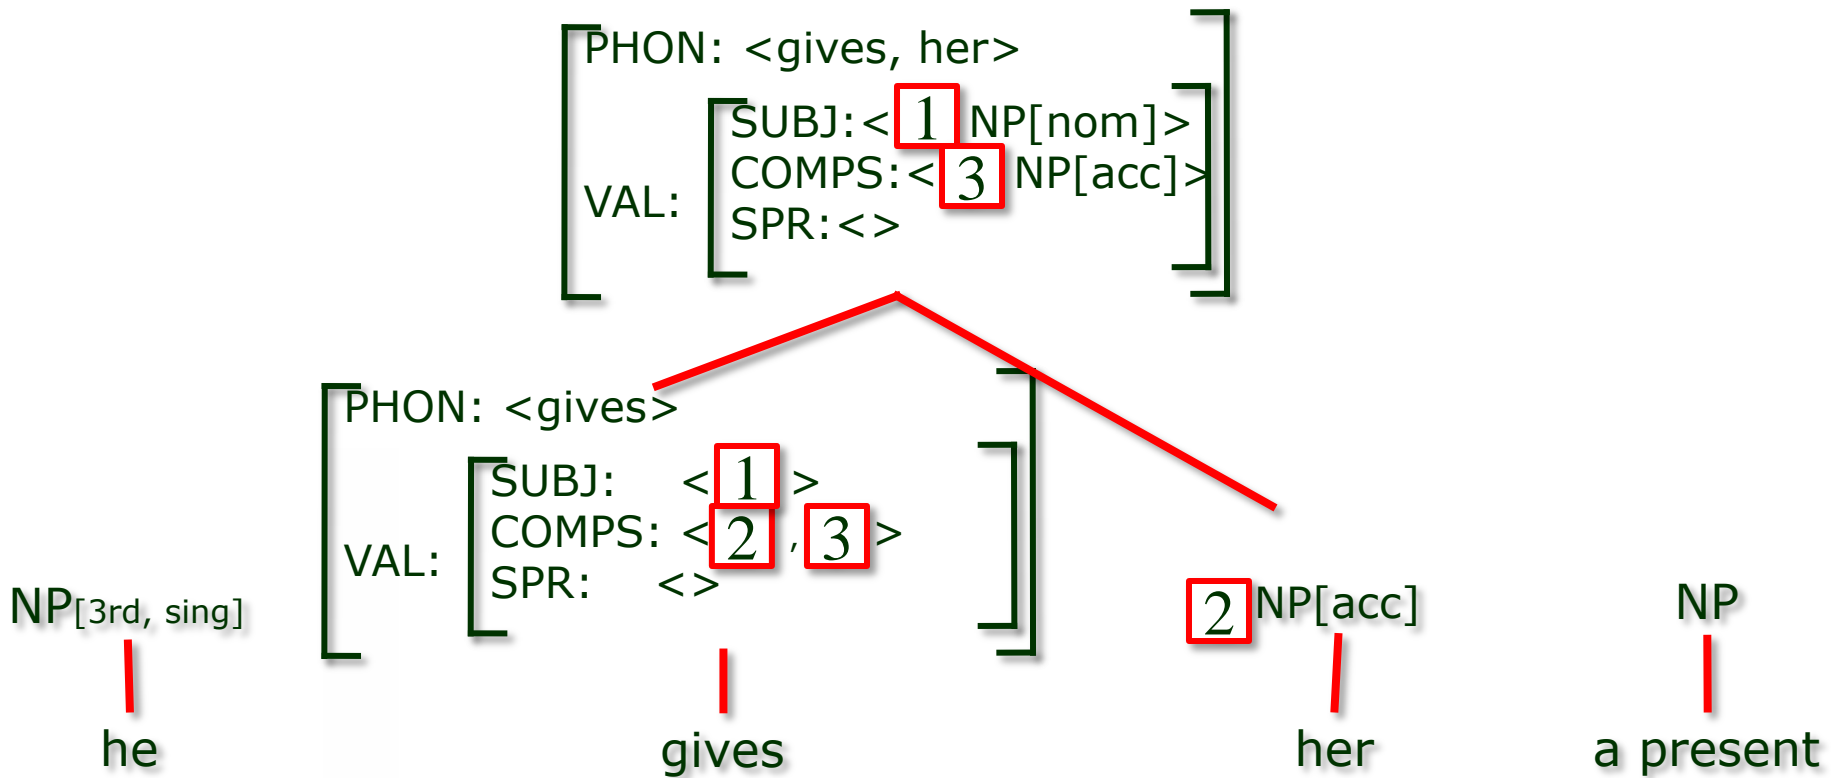 PHON: <gives, her>
SUBJ:< 1 NP[nom]>
COMPS:< 3 NP[acc]>
VAL:
SPR:<>
PHON: <gives>
SUBJ: < 1 >
COMPS: < 2 , 3 >
VAL:
SPR: <>
NP[3rd, sing]
2 NP[acc]
NP
he
gives
her
a present